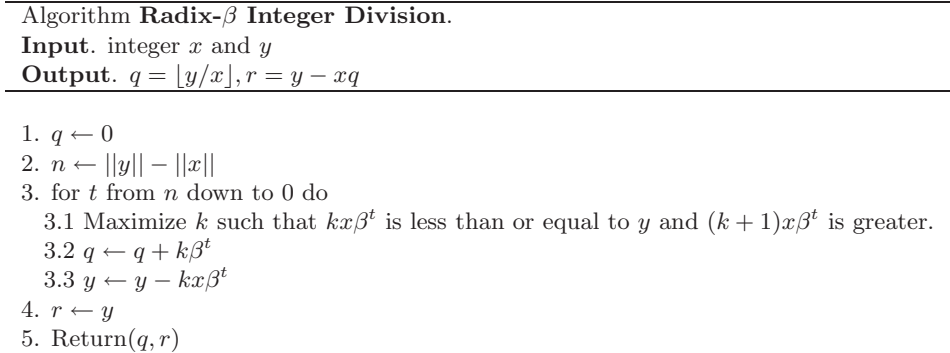 Algorithm Radix-β Integer Division.
Input. integer x and y
Output. q = ⌊y/x⌋, r = y − xq
1. q ← 0
2. n ← ||y|| − ||x||
3. for t from n down to 0 do
3.1 Maximize k such that kxβ^t is less than or equal to y and (k + 1)xβ^t is greater.
3.2 q ← q + kβ^t
3.3 y ← y − kxβ^t
4. r ← y
5. Return(q, r)